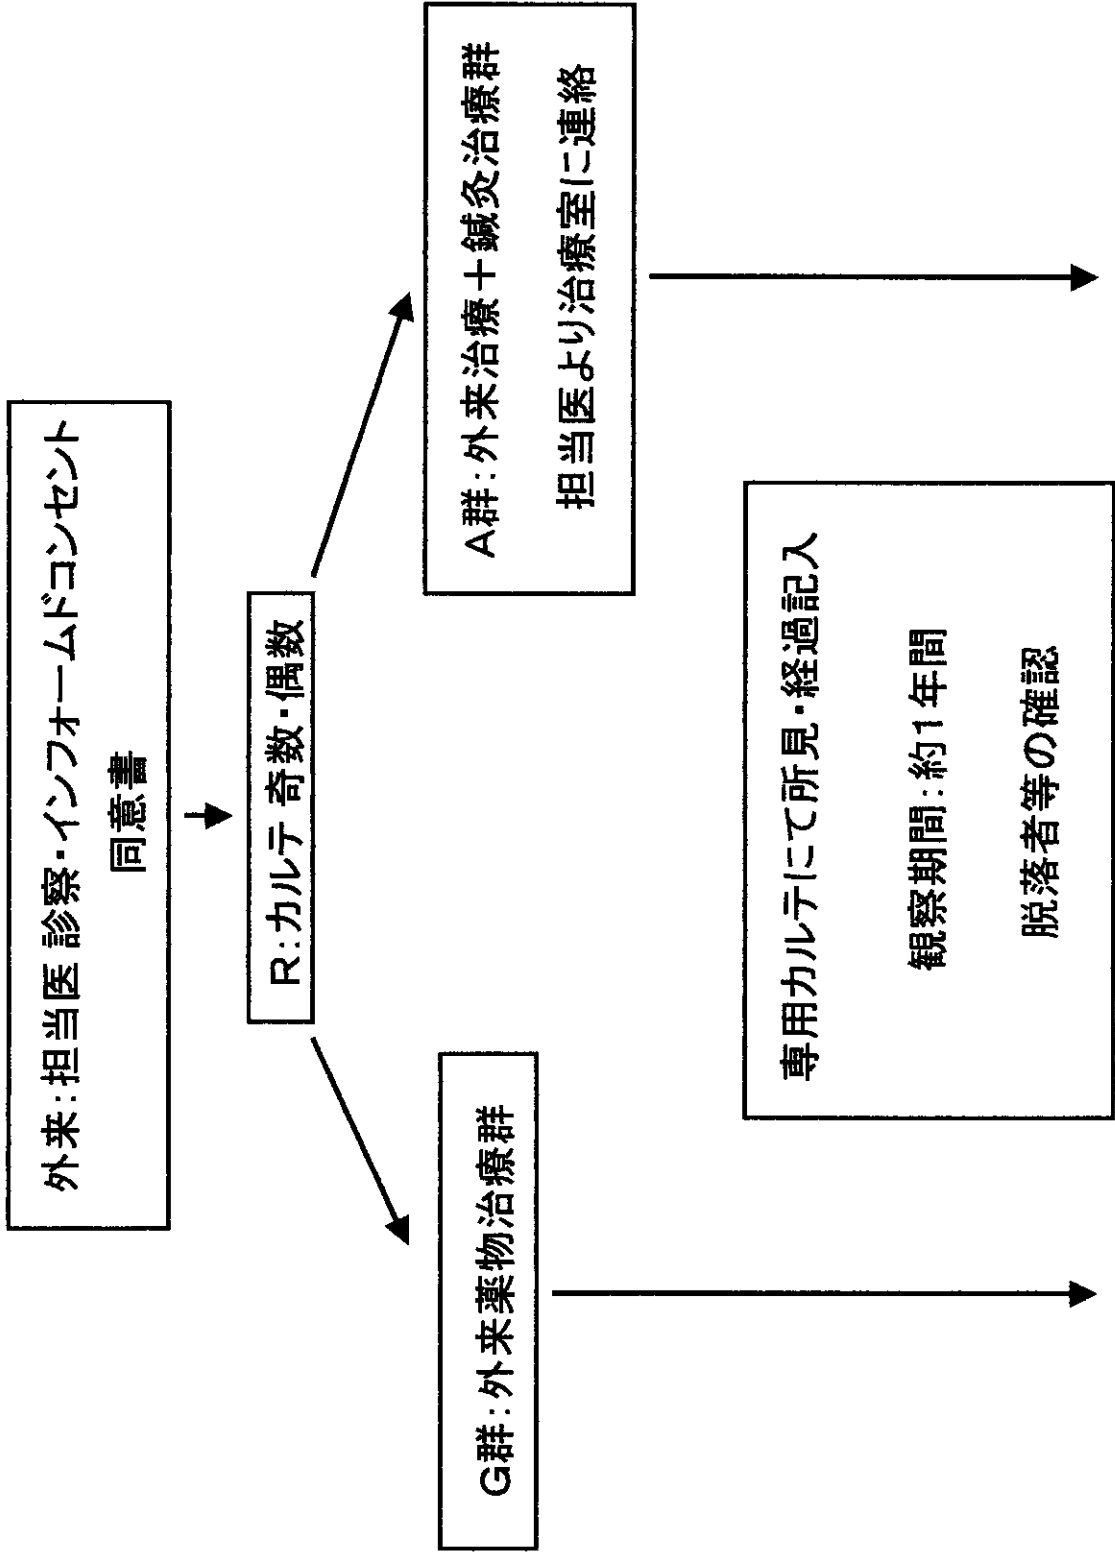 外来:担当医 診察・インフォームドコンセント
同意書
R:カルテ 奇数・偶数
G群:外来薬物治療群
A群:外来治療+鍼灸治療群
担当医より治療室に連絡
専用カルテにて所見・経過記入
観察期間:約1年間
脱落者等の確認